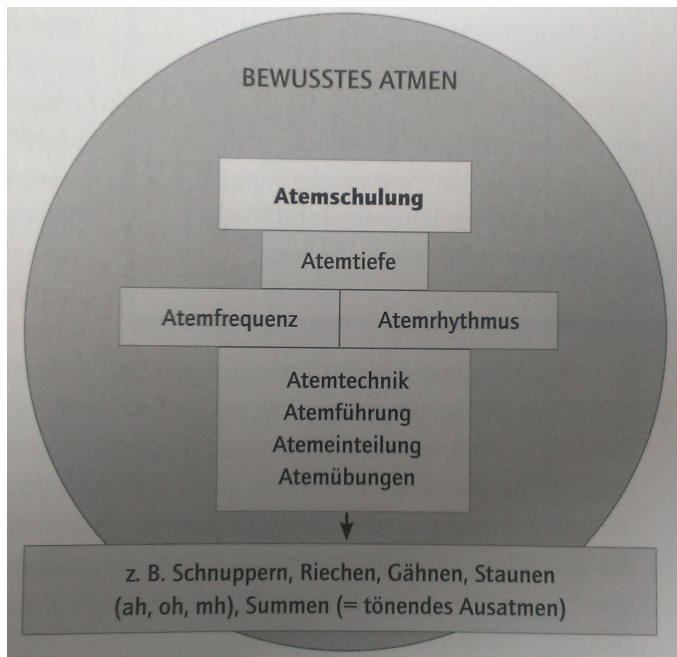 BEWUSSTES ATMEN
Atemschulung
Atemtiefe
Atemfrequenz
Atemrhythmus
Atemtechnik
Atemführung
Atemeinteilung
Atemübungen
z. B. Schnuppern, Riechen, Gähnen, Staunen
(ah, oh, mh), Summen (= tönendes Ausatmen)